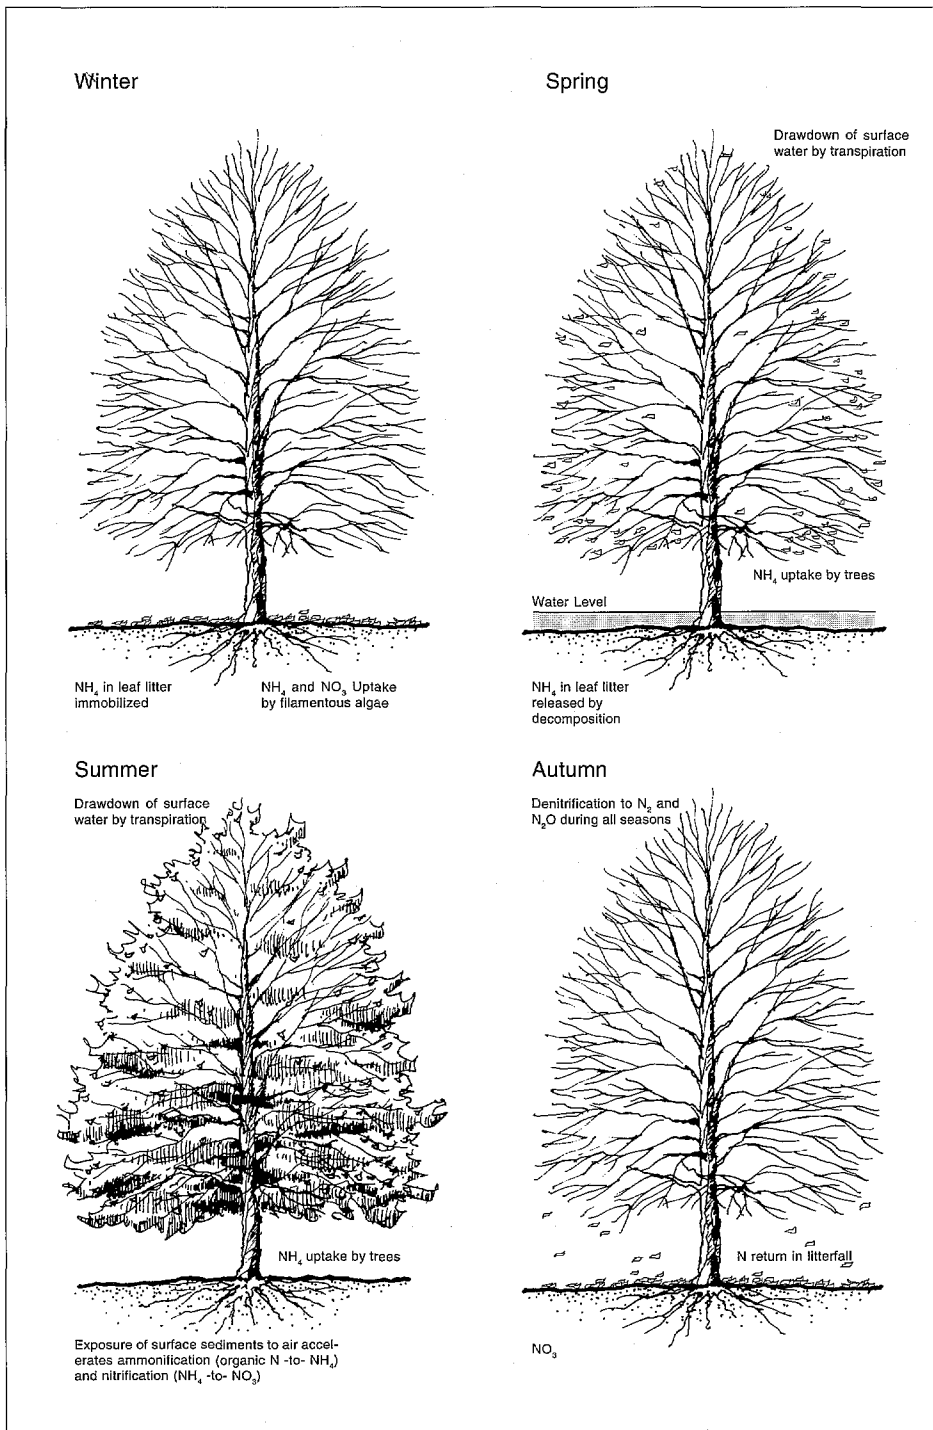 Winter
NH₄ in leaf litter
immobilized
NH₄ and NO₃ Uptake
by filamentous algae
Spring
Drawdown of surface
water by transpiration
NH₄ uptake by trees
Water Level
NH₄ in leaf litter
released by
decomposition
Summer
Drawdown of surface
water by transpiration
NH₄ uptake by trees
Exposure of surface sediments to air accel-
erates ammonification (organic N -to- NH₄)
and nitrification (NH₄ -to- NO₃)
Autumn
Denitrification to N₂ and
N₂O during all seasons
N return in litterfall
NO₃